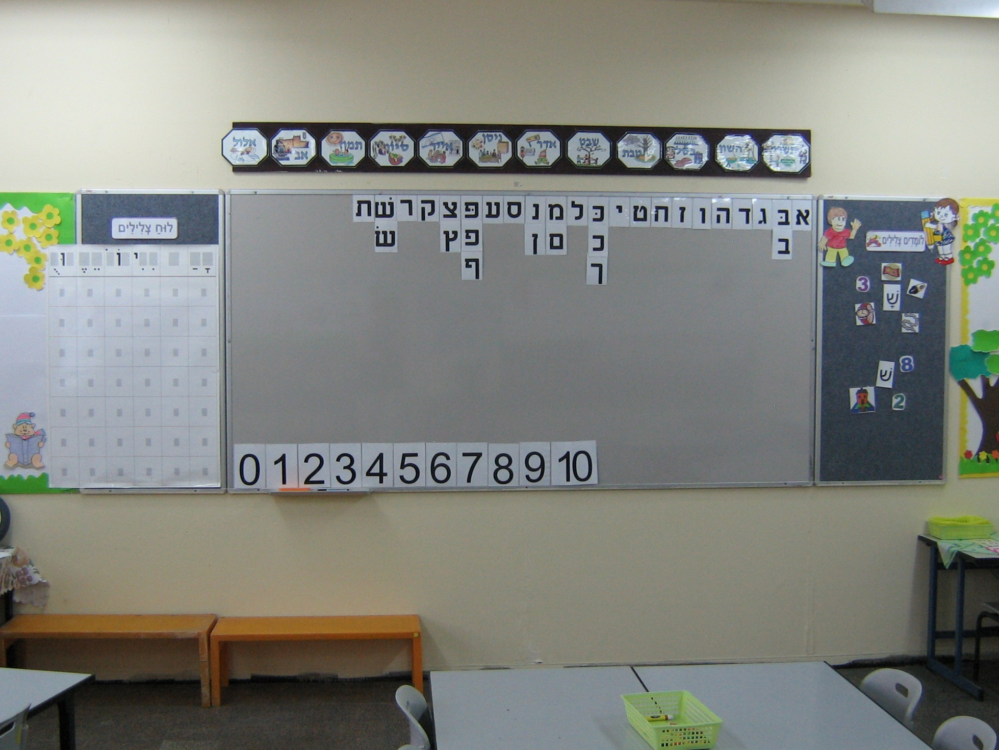 תשרי חשון כסלו טבת שבט אדר ניסן אייר סיון תמוז אב אלול
א בּ ג ד ה ו ז ח ט י כּ ל מ נ ס ע פּ צ ק ר שׁ ת
ב כ ם ן פ ץ שׂ
ך ף
0 1 2 3 4 5 6 7 8 9 10
לוֹמְדִים צְלִילִים
3
שָׁ
8
שׁ
2
לוּחַ צְלִילִים